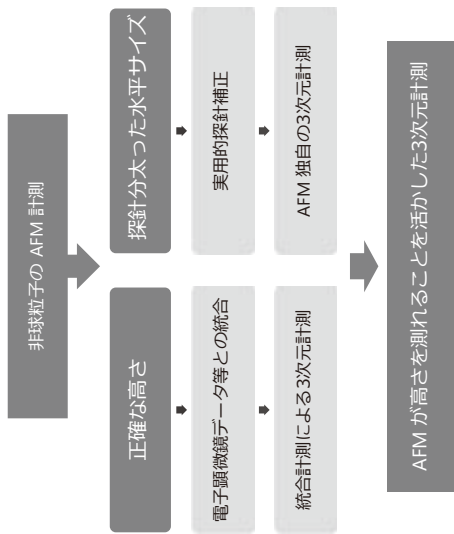 非球粒子の AFM 計測
正確な高さ
電子顕微鏡データ等との統合
統合計測による3次元計測
探針分太った水平サイズ
実用的探針補正
AFM 独自の3次元計測
AFM が高さを測れることを活かした3次元計測